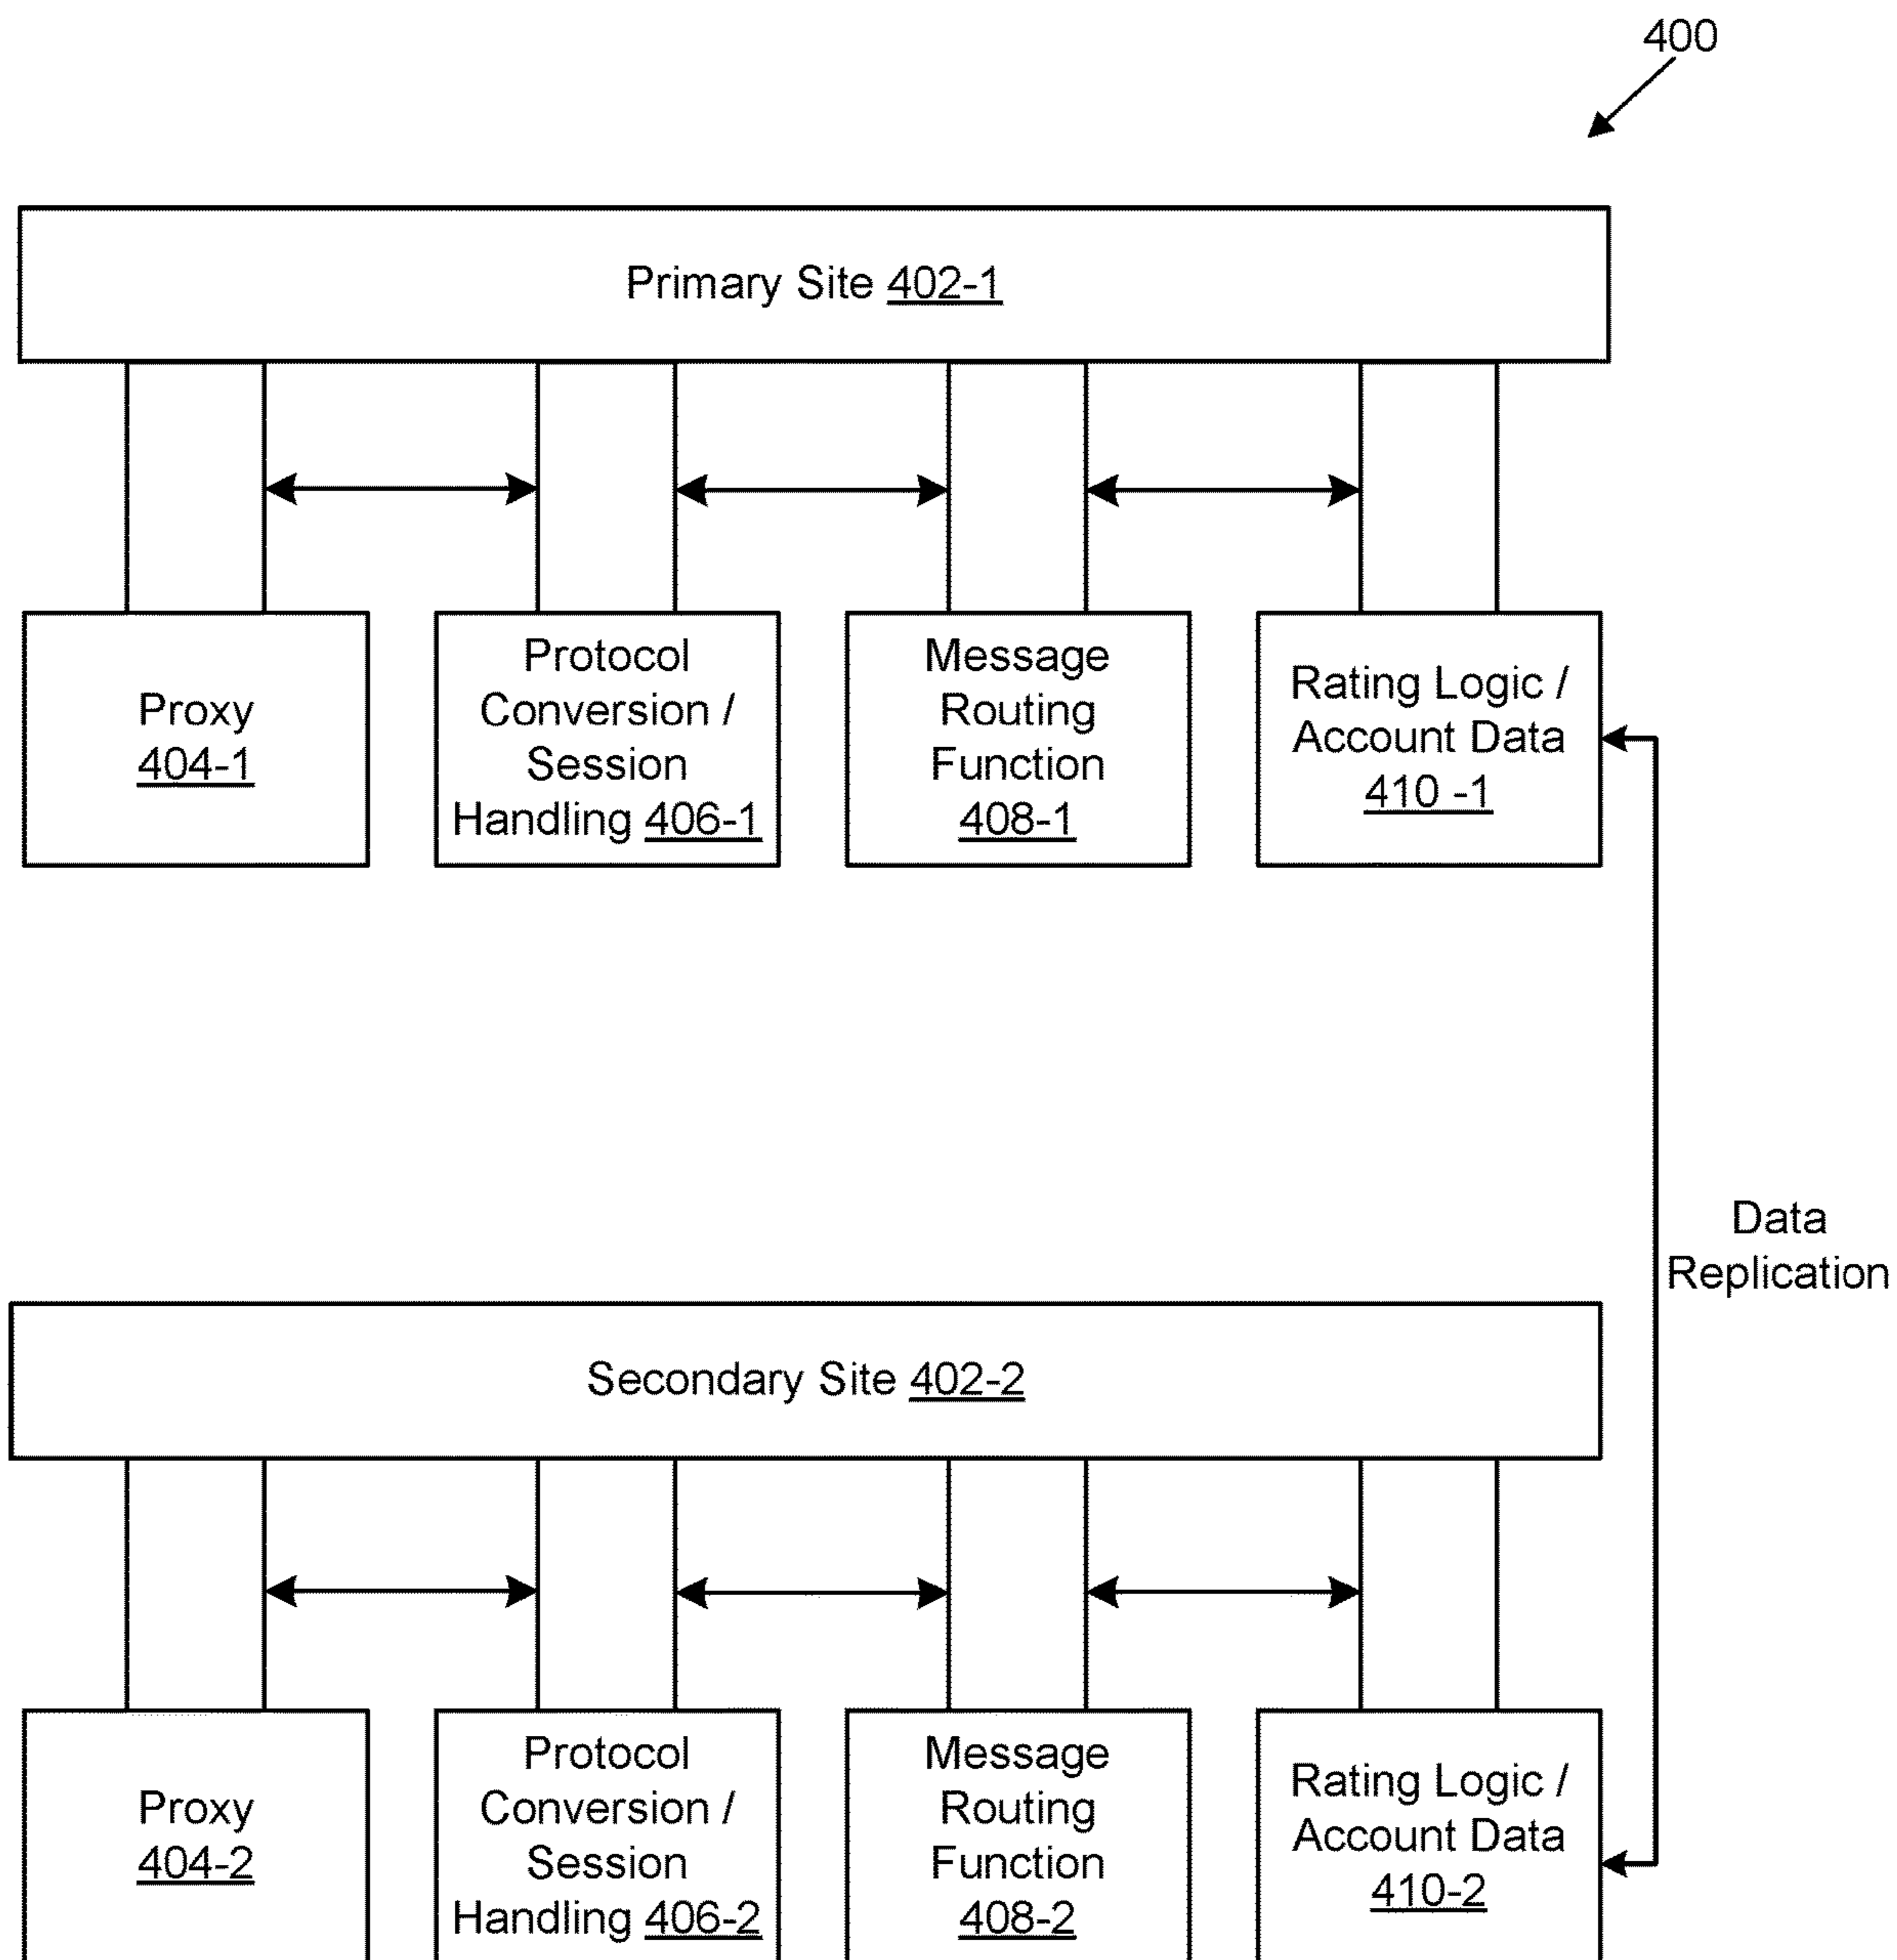 400
Primary Site 402-1
Proxy
404-1
Protocol
Conversion /
Session
Handling 406-1
Message
Routing
Function
408-1
Rating Logic /
Account Data
410 -1
Data
Replication
Secondary Site 402-2
Proxy
404-2
Protocol
Conversion /
Session
Handling 406-2
Message
Routing
Function
408-2
Rating Logic /
Account Data
410-2